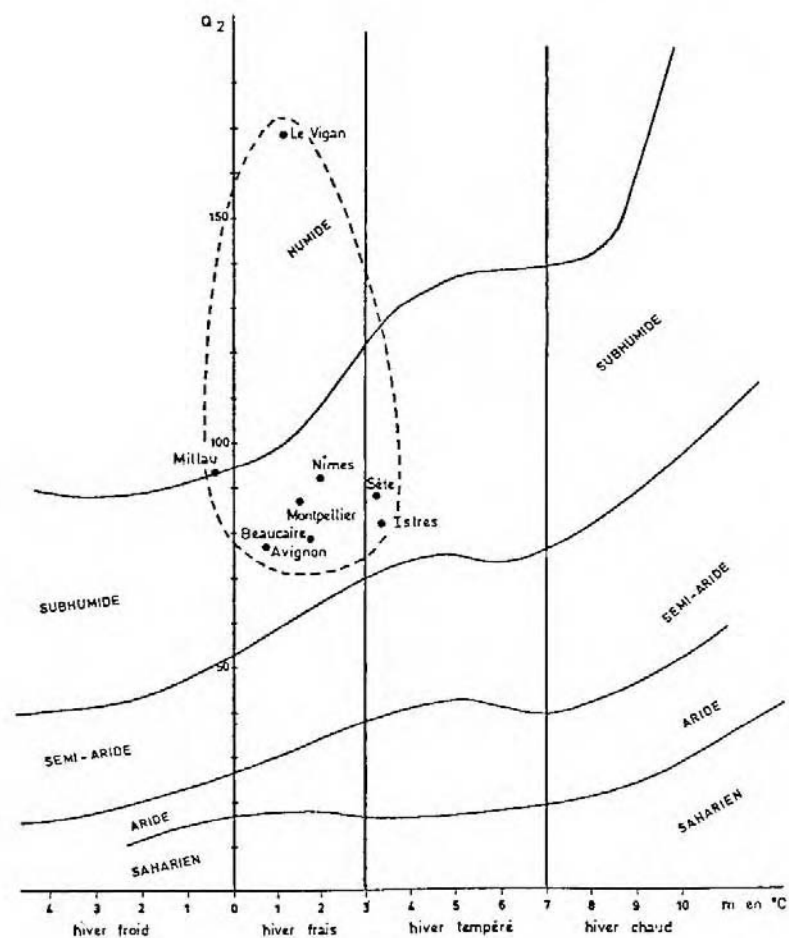 Q2
Le Vigan
150
HUMIDE
SUBHUMIDE
100
Millau
Nîmes
Sète
Montpellier
Istres
Beaucaire
Avignon
SUBHUMIDE
SEMI-ARIDE
50
ARIDE
SEMI-ARIDE
SAHARIEN
ARIDE
SAHARIEN
4 3 2 1 0 1 2 3 4 5 6 7 8 9 10 m en °C
hiver froid hiver frais hiver tempéré hiver chaud